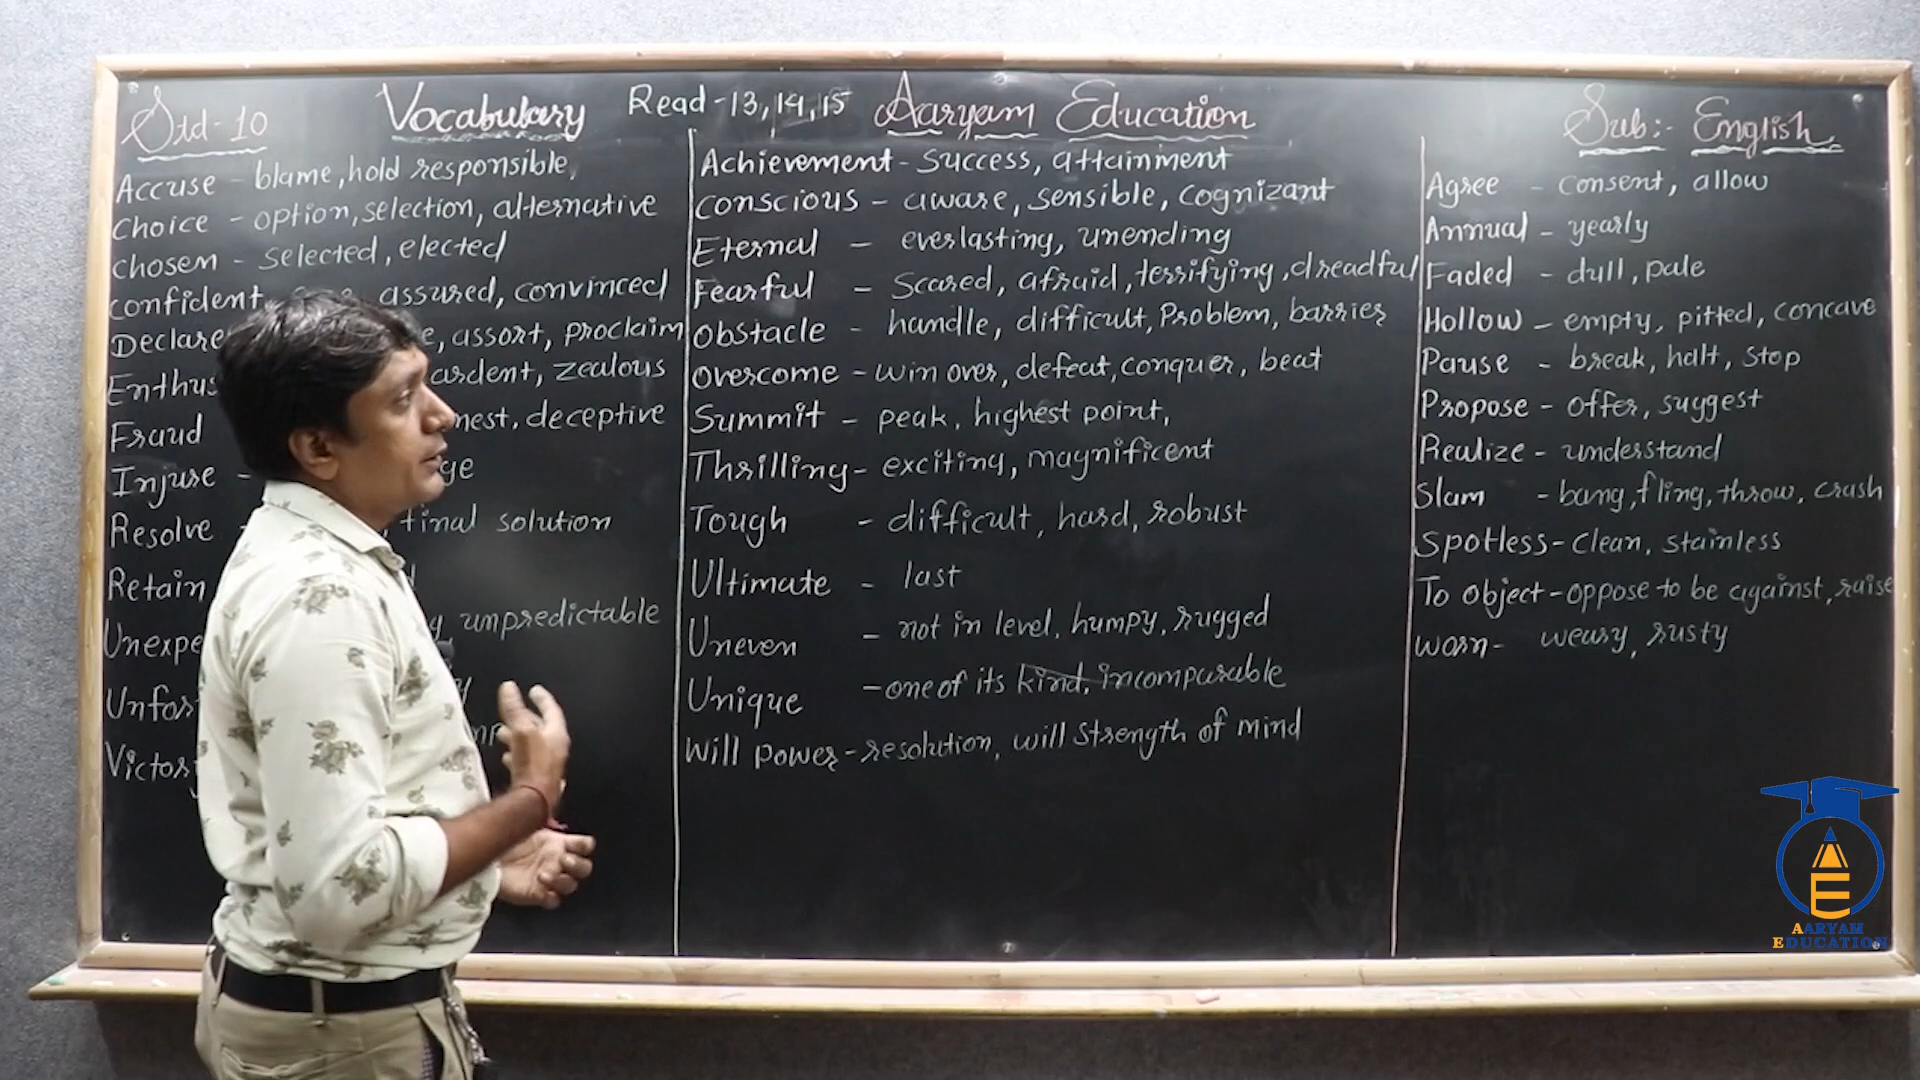 Std-10 Vocabulary Read-13,14,15 Aaryam Education Sub:- English
Accuse - blame, hold responsible,
Choice - option, selection, alternative
Chosen - selected, elected
Confident assured, convinced
Declare assort, proclaim
ardent, zealous
Fraud deceptive
Injure -
Resolve final solution
Retain
unpredictable
Achievement - Success, attainment
Conscious - aware, sensible, cognizant
Eternal - everlasting, unending
Fearful - Scared, afraid, terrifying, dreadful
Obstacle - handle, difficult, Problem, barrier
Overcome - win over, defeat, conquer, beat
Summit - peak, highest point,
Thrilling - exciting, magnificent
Tough - difficult, hard, robust
Ultimate - last
Uneven - not in level, humpy, rugged
Unique - one of its kind, incomparable
Will power - resolution, will strength of mind
Agree - consent, allow
Annual - yearly
Faded - dull, pale
Hollow - empty, pitted, concave
Pause - break, halt, stop
Propose - offer, suggest
Realize - understand
Slam - bang, fling, throw, crash
Spotless - clean, stainless
To object - oppose to be against, raise
Worn - weary, rusty
AARYAM
EDUCATION